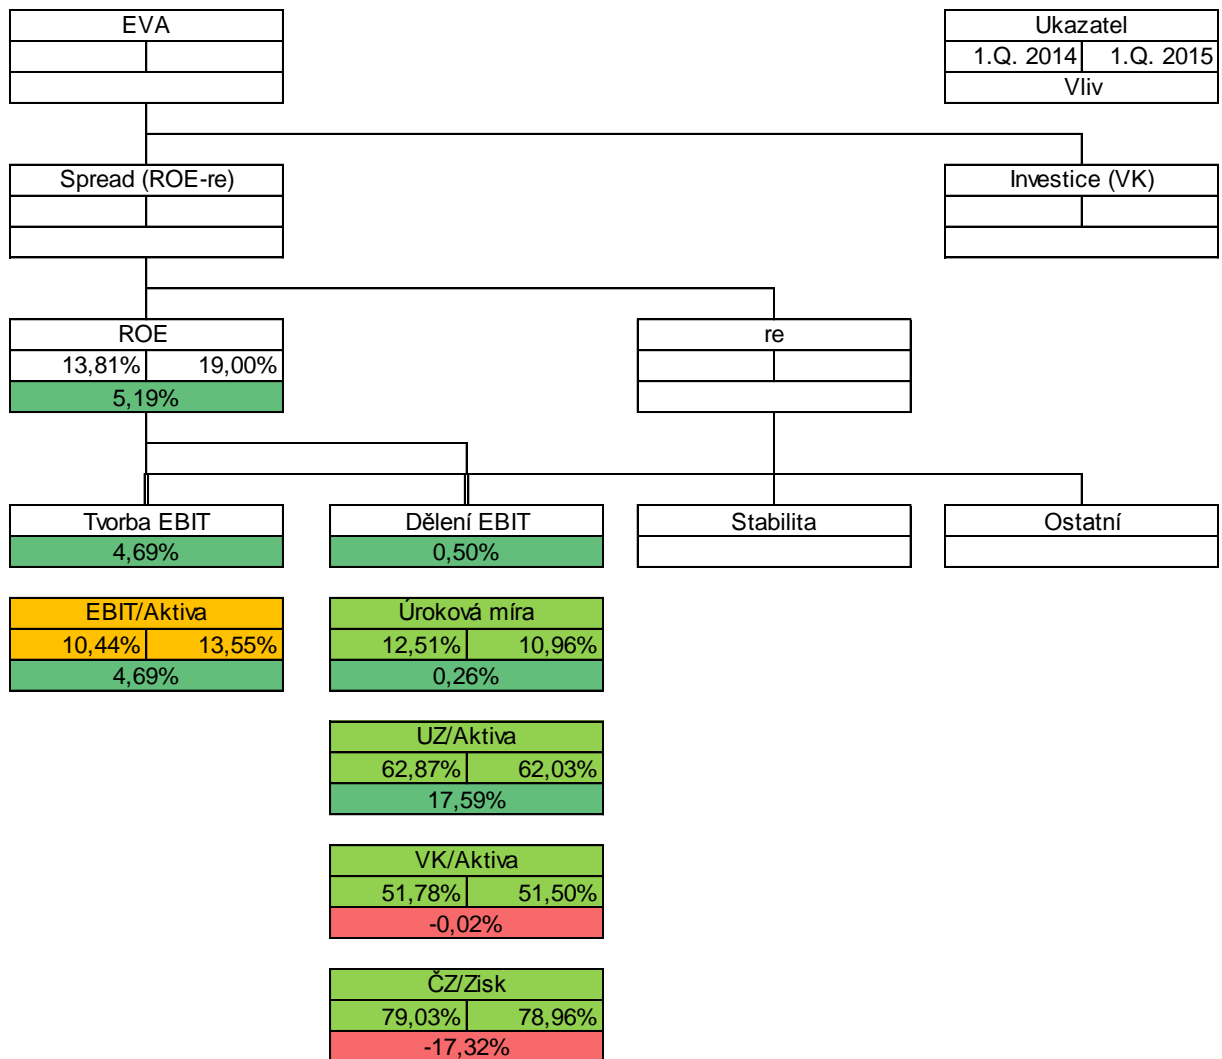 EVA
Ukazatel
1.Q. 2014 1.Q. 2015
Vliv
Spread (ROE-re)
Investice (VK)
ROE
re
13,81% 19,00%
5,19%
Tvorba EBIT
Dělení EBIT
Stabilita
Ostatní
4,69%
0,50%
EBIT/Aktiva
Úroková míra
10,44% 13,55%
12,51% 10,96%
4,69%
0,26%
UZ/Aktiva
62,87% 62,03%
17,59%
VK/Aktiva
51,78% 51,50%
-0,02%
ČZ/Zisk
79,03% 78,96%
-17,32%